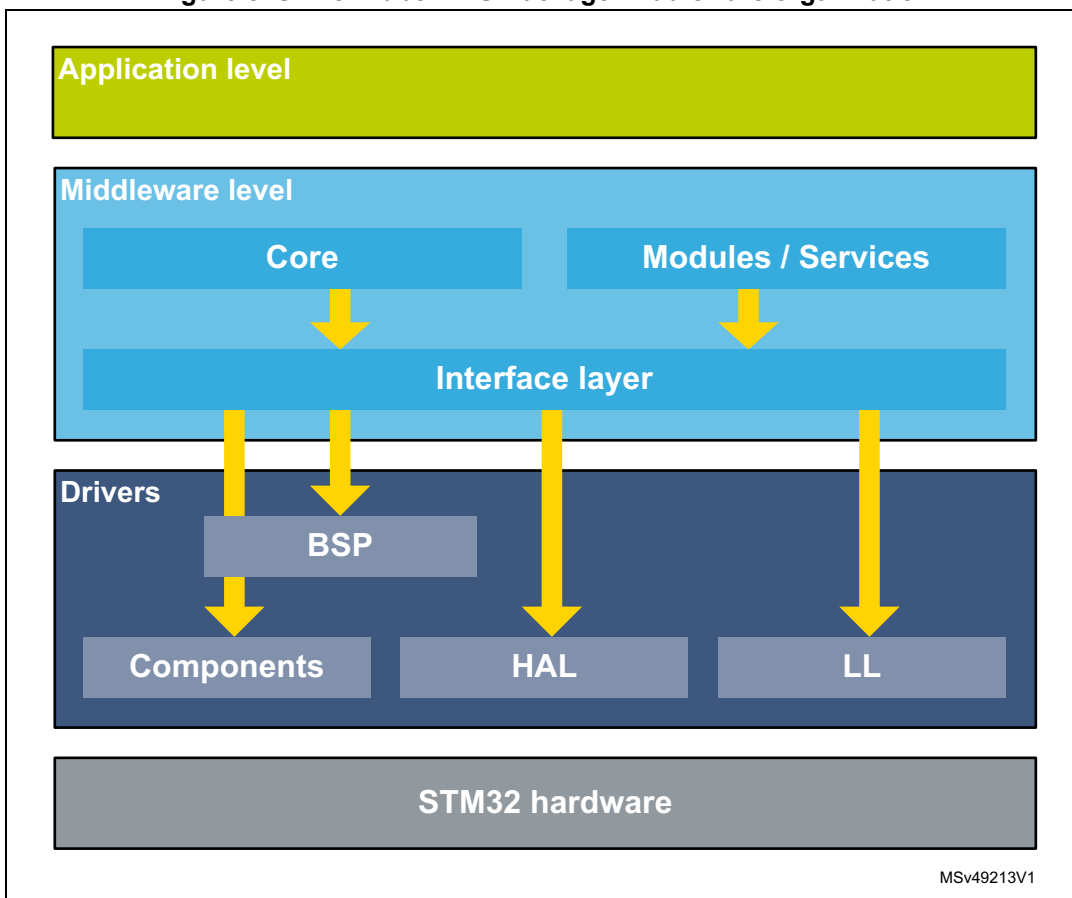 Application level
Middleware level
Core
Modules / Services
Interface layer
Drivers
BSP
Components
HAL
LL
STM32 hardware
MSv49213V1